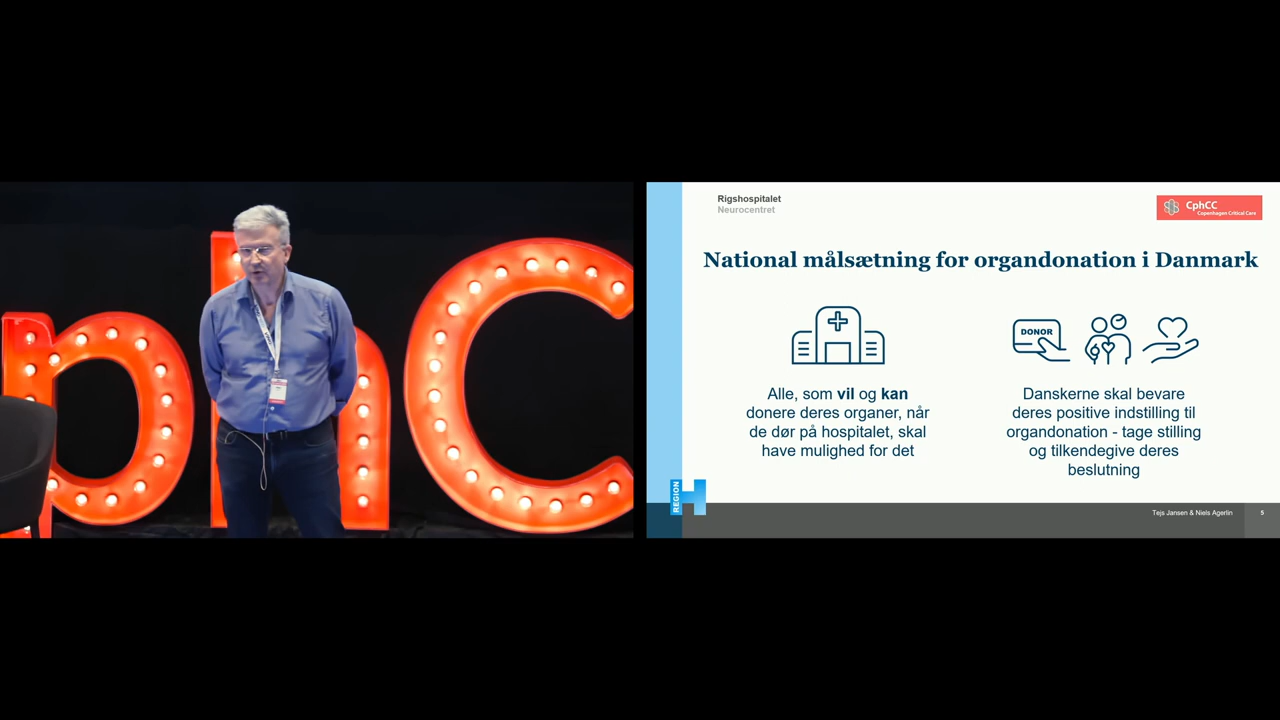 phC
Rigshospitalet
Neurocentret
CphCC
Copenhagen Critical Care
National målsætning for organdonation i Danmark
DONOR
Alle, som vil og kan
donere deres organer, når
de dør på hospitalet, skal
have mulighed for det
Danskerne skal bevare
deres positive indstilling til
organdonation - tage stilling
og tilkendegive deres
beslutning
REGION
H
Tejs Jansen & Niels Agerlin
5